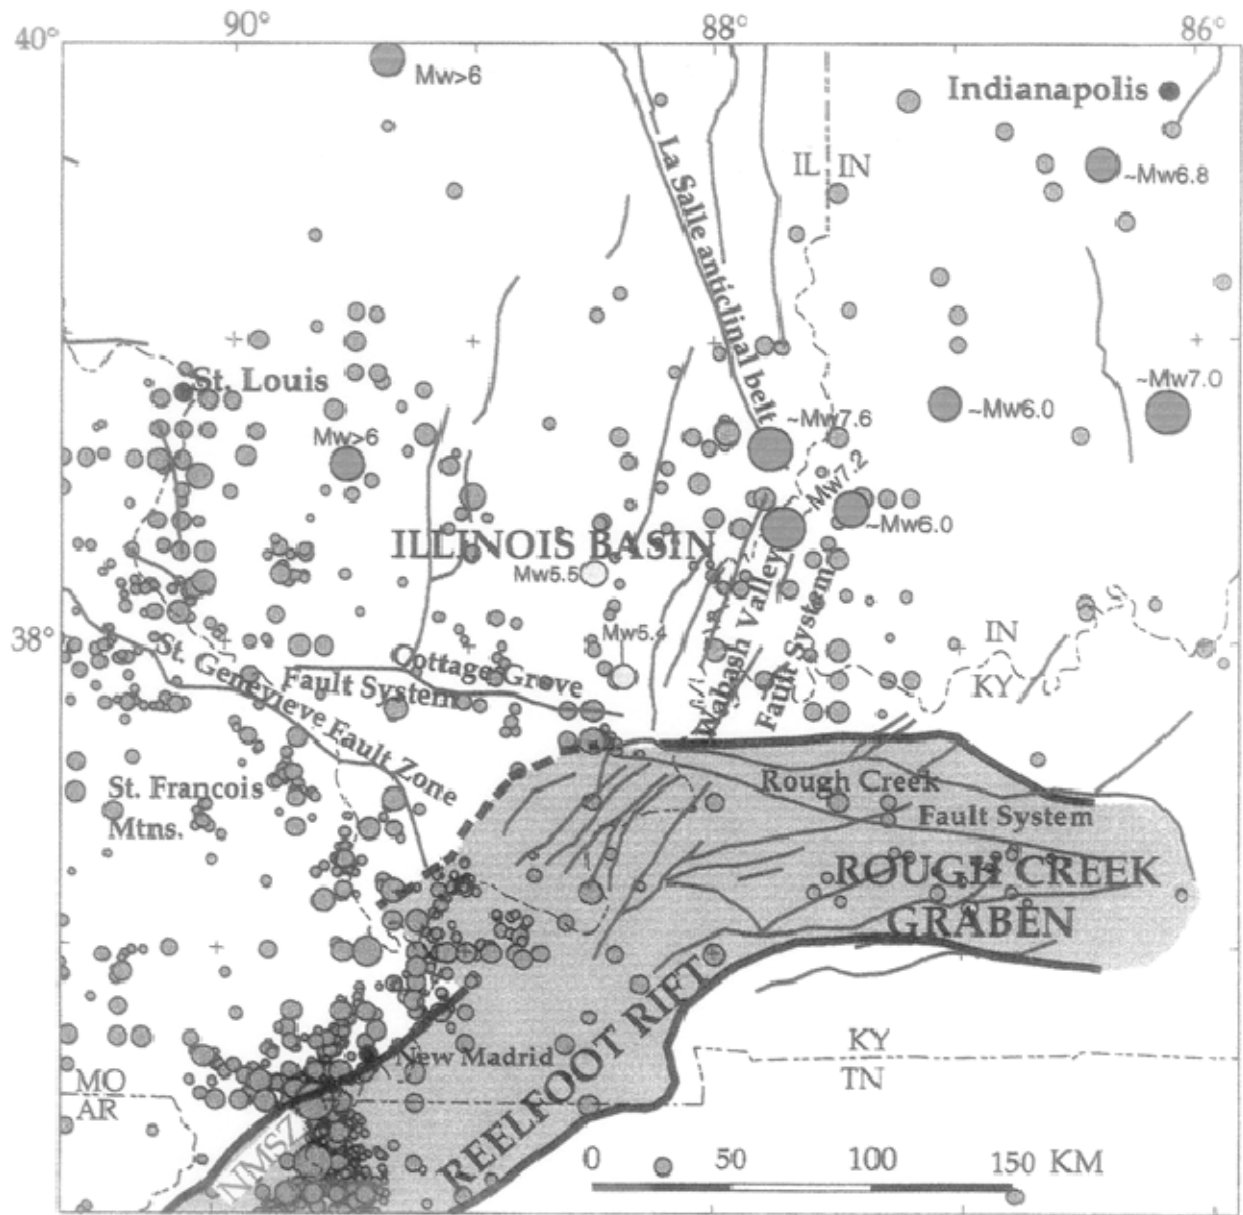 90°
88°
86°
40°
Mw>6
Indianapolis
La Salle anticlinal belt
IL
IN
~Mw6.8
St. Louis
~Mw7.0
~Mw6.0
~Mw7.6
Mw>6
~Mw7.2
~Mw6.0
ILLINOIS BASIN
Mw5.5
38°
Mw5.4
IN
KY
Wabash Valley
Fault System
Cottage Grove
Fault System
St. Genevieve Fault Zone
St. Francois
Mtns.
Rough Creek
Fault System
ROUGH CREEK
GRABEN
REELFOOT RIFT
New Madrid
KY
TN
MO
AR
NMSZ
0 50 100 150 KM